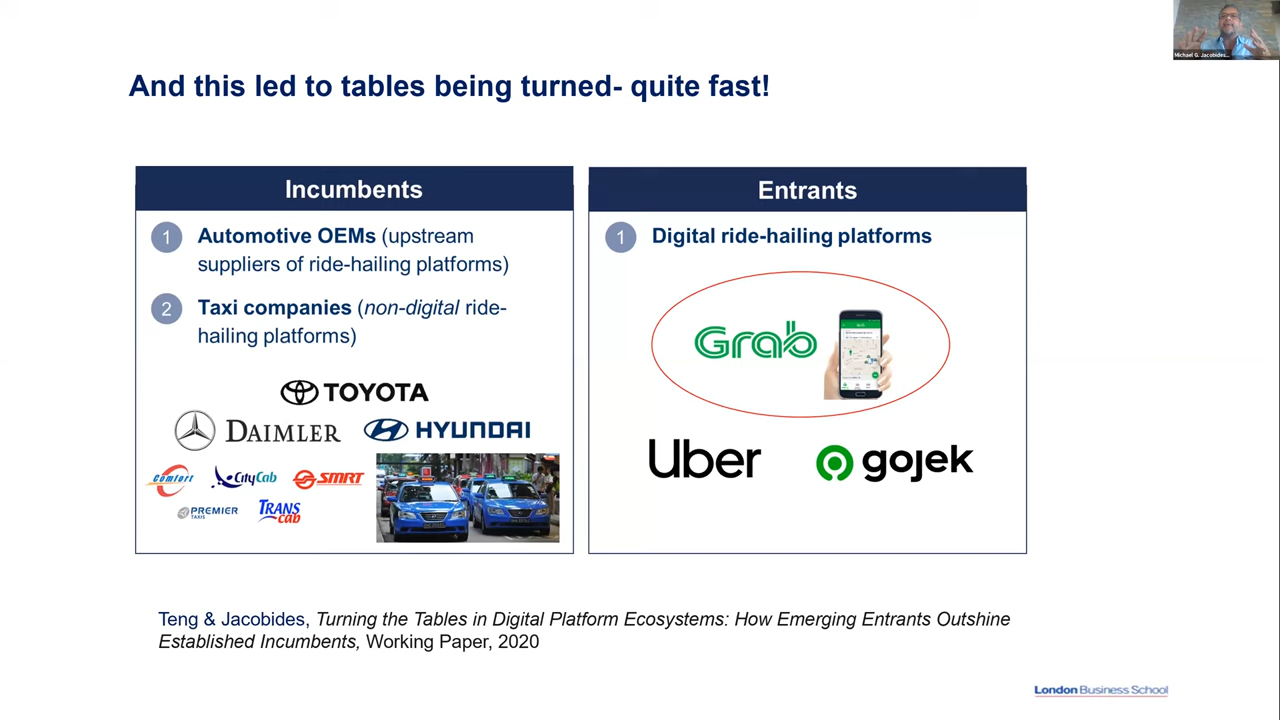 Michael G. Jacobides...
And this led to tables being turned- quite fast!
Incumbents
1
Automotive OEMs (upstream
suppliers of ride-hailing platforms)
2
Taxi companies (non-digital ride-
hailing platforms)
TOYOTA
DAIMLER
HYUNDAI
Comfort
CityCab
SMRT
PREMIER
TAXIS
TRANS
cab
Entrants
1
Digital ride-hailing platforms
Grab
Uber
gojek
Teng & Jacobides, Turning the Tables in Digital Platform Ecosystems: How Emerging Entrants Outshine
Established Incumbents, Working Paper, 2020
London Business School